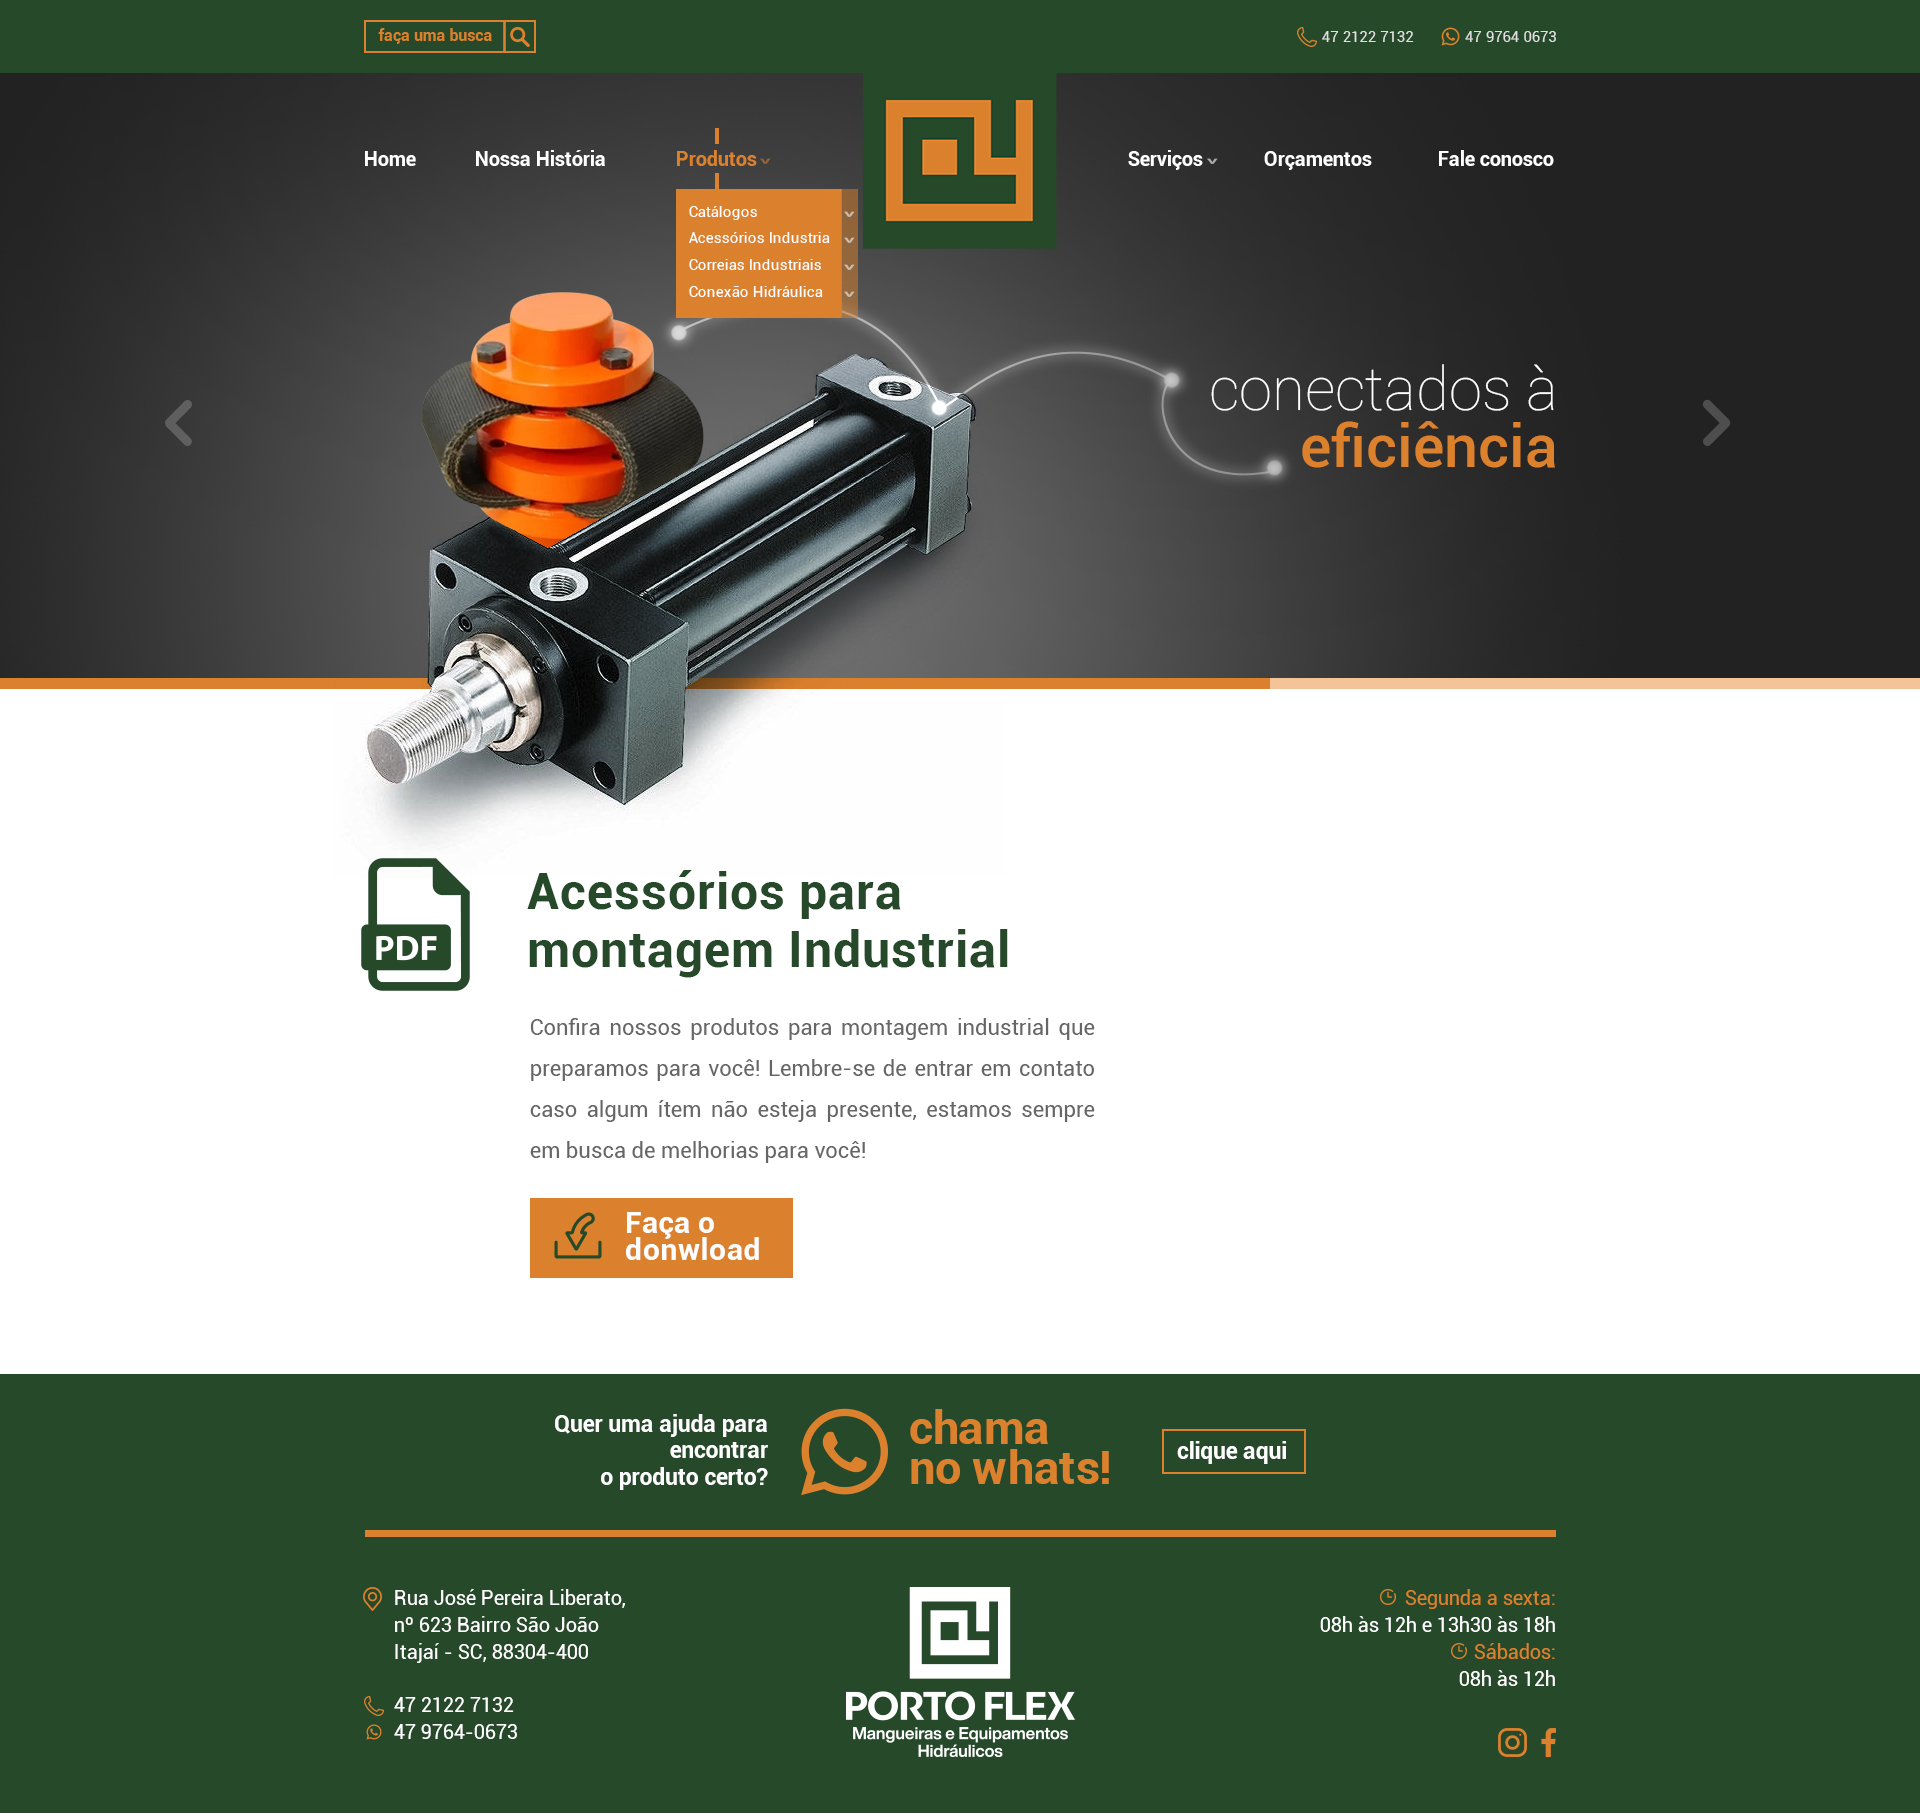 faça uma busca
47 2122 7132
47 9764 0673
Home
Nossa História
Produtos
Serviços
Orçamentos
Fale conosco
Catálogos
Acessórios Industria
Correias Industriais
Conexão Hidráulica
conectados à
eficiência
PDF
Acessórios para
montagem Industrial
Confira nossos produtos para montagem industrial que
preparamos para você! Lembre-se de entrar em contato
caso algum ítem não esteja presente, estamos sempre
em busca de melhorias para você!
Faça o
donwload
Quer uma ajuda para
encontrar
o produto certo?
chama
no whats!
clique aqui
Rua José Pereira Liberato,
nº 623 Bairro São João
Itajaí - SC, 88304-400
47 2122 7132
47 9764-0673
PORTO FLEX
Mangueiras e Equipamentos
Hidráulicos
Segunda a sexta:
08h às 12h e 13h30 às 18h
Sábados:
08h às 12h